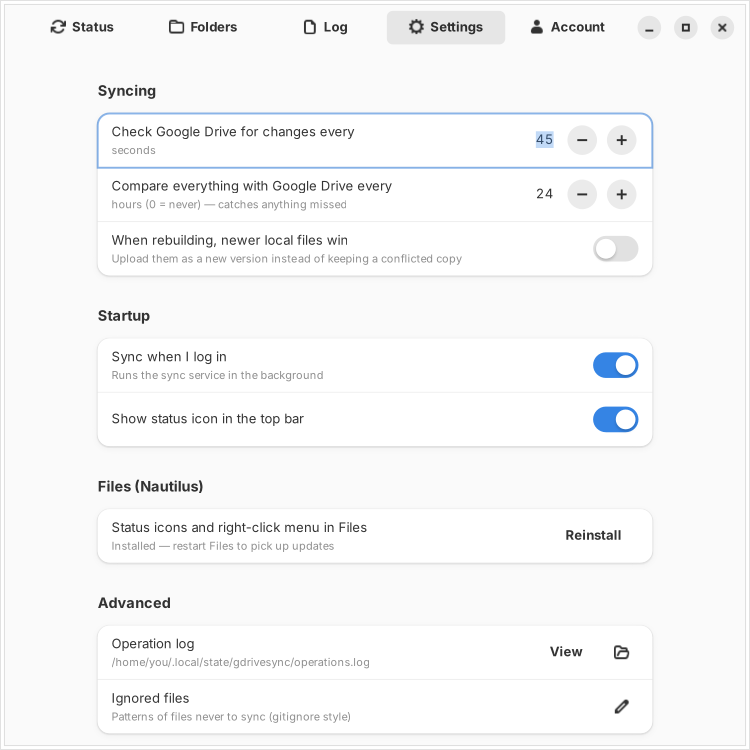 Status
Folders
Log
Settings
Account
Syncing
Check Google Drive for changes every
seconds
45
Compare everything with Google Drive every
hours (0 = never) — catches anything missed
24
When rebuilding, newer local files win
Upload them as a new version instead of keeping a conflicted copy
Startup
Sync when I log in
Runs the sync service in the background
Show status icon in the top bar
Files (Nautilus)
Status icons and right-click menu in Files
Installed — restart Files to pick up updates
Reinstall
Advanced
Operation log
/home/you/.local/state/gdrivesync/operations.log
View
Ignored files
Patterns of files never to sync (gitignore style)